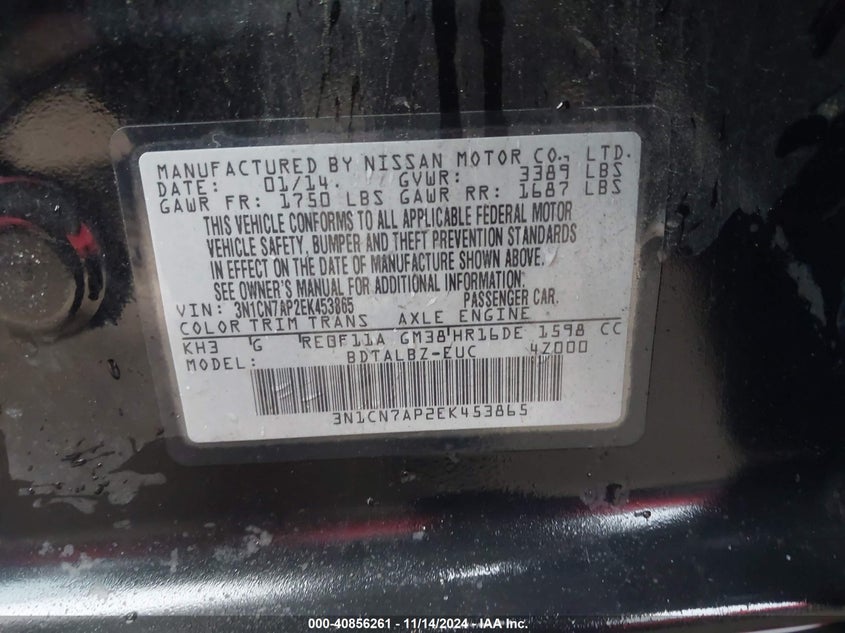 MANUFACTURED BY NISSAN MOTOR CO., LTD.
DATE: 01/14. GVWR: 3389 LBS
GAWR FR: 1750 LBS GAWR RR: 1687 LBS
THIS VEHICLE CONFORMS TO ALL APPLICABLE FEDERAL MOTOR
VEHICLE SAFETY, BUMPER AND THEFT PREVENTION STANDARDS
IN EFFECT ON THE DATE OF MANUFACTURE SHOWN ABOVE.
SEE OWNER'S MANUAL FOR ADDITIONAL INFORMATION.
VIN: 3N1CN7AP2EK453865 PASSENGER CAR.
COLOR TRIM TRANS AXLE ENGINE
KH3 G RE0F11A GM38 HR16DE 1598 CC
MODEL: BDTALBZ-EUC 4Z000
3N1CN7AP2EK453865
000-40856261 - 11/14/2024 - IAA Inc.